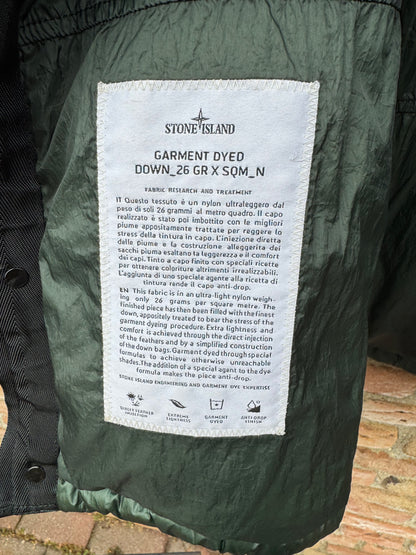 STONE ISLAND
GARMENT DYED
DOWN_26 GR X SQM_N
FABRIC RESEARCH AND TREATMENT
IT Questo tessuto è un nylon ultraleggero dal
peso di soli 26 grammi al metro quadro. Il capo
realizzato è stato poi imbottito con le migliori
piume appositamente trattate per reggere lo
stress della tintura in capo. L'iniezione diretta
delle piume e la costruzione alleggerita dei
sacchi piuma esaltano la leggerezza e il comfort
dei capi. Tinto a capo finito con speciali ricette
per ottenere coloriture altrimenti irrealizzabili.
L'aggiunta di uno speciale agente alla ricetta di
tintura rende il capo anti-drop.
EN This fabric is in an ultra-light nylon weigh-
ing only 26 grams per square metre. The
finished piece has then been filled with the finest
down, appositely treated to bear the stress of the
garment dyeing procedure. Extra lightness and
comfort is achieved through the direct injection
of the feathers and by a simplified construction
of the down bags. Garment dyed through special
formulas to achieve otherwise unreachable
shades. The addition of a special agent to the dye
formula makes the piece anti-drop.
STONE ISLAND ENGINEERING AND GARMENT DYE EXPERTISE
DIRECT FEATHER EXTREME GARMENT ANTI-DROP
INJECTION LIGHTNESS DYED FINISH